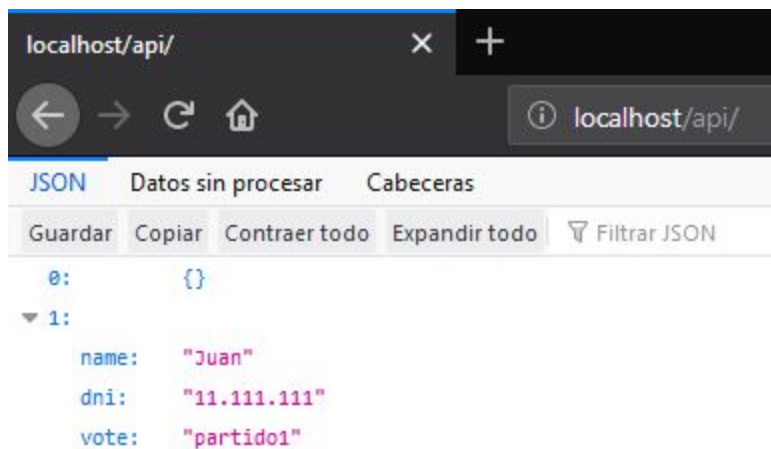 localhost/api/
localhost/api/
JSON Datos sin procesar Cabeceras
Guardar Copiar Contraer todo Expandir todo Filtrar JSON
0: {}
1:
name: "Juan"
dni: "11.111.111"
vote: "partido1"